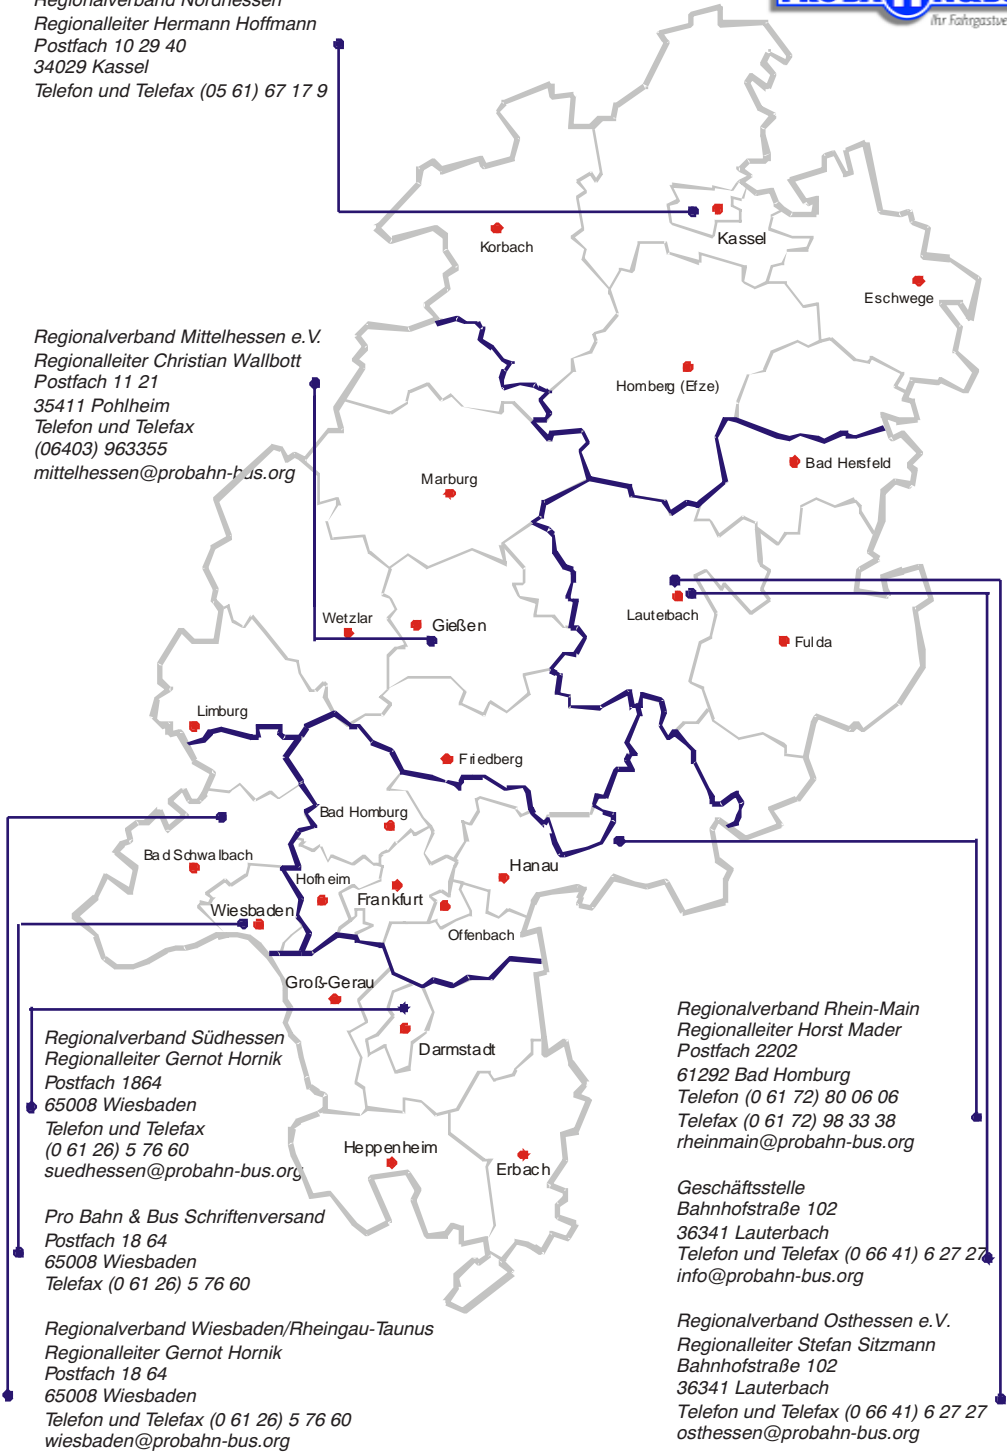 Regionalverband Nordhessen
Regionalleiter Hermann Hoffmann
Postfach 10 29 40
34029 Kassel
Telefon und Telefax (05 61) 67 17 9
Ihr Fahrgastve
Kassel
Korbach
Eschwege
Homberg (Efze)
Regionalverband Mittelhessen e.V.
Regionalleiter Christian Wallbott
Postfach 11 21
35411 Pohlheim
Telefon und Telefax
(06403) 963355
mittelhessen@probahn-bus.org
Bad Hersfeld
Marburg
Lauterbach
Wetzlar
Gießen
Fulda
Limburg
Friedberg
Bad Homburg
Bad Schwalbach
Hanau
Hofheim
Frankfurt
Wiesbaden
Offenbach
Groß-Gerau
Darmstadt
Heppenheim
Erbach
Regionalverband Südhessen
Regionalleiter Gernot Hornik
Postfach 1864
65008 Wiesbaden
Telefon und Telefax
(0 61 26) 5 76 60
suedhessen@probahn-bus.org
Pro Bahn & Bus Schriftenversand
Postfach 18 64
65008 Wiesbaden
Telefax (0 61 26) 5 76 60
Regionalverband Wiesbaden/Rheingau-Taunus
Regionalleiter Gernot Hornik
Postfach 18 64
65008 Wiesbaden
Telefon und Telefax (0 61 26) 5 76 60
wiesbaden@probahn-bus.org
Regionalverband Rhein-Main
Regionalleiter Horst Mader
Postfach 2202
61292 Bad Homburg
Telefon (0 61 72) 80 06 06
Telefax (0 61 72) 98 33 38
rheinmain@probahn-bus.org
Geschäftsstelle
Bahnhofstraße 102
36341 Lauterbach
Telefon und Telefax (0 66 41) 6 27 27
info@probahn-bus.org
Regionalverband Osthessen e.V.
Regionalleiter Stefan Sitzmann
Bahnhofstraße 102
36341 Lauterbach
Telefon und Telefax (0 66 41) 6 27 27
osthessen@probahn-bus.org